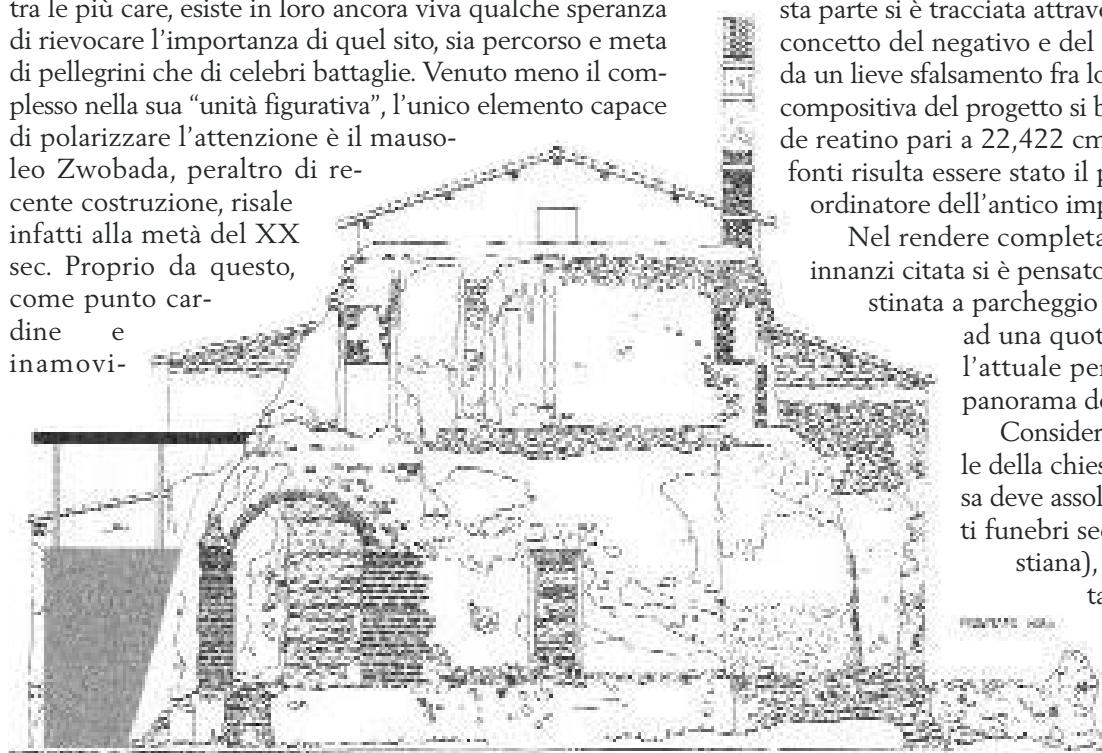 tra le più care, esiste in loro ancora viva qualche speranza
di rievocare l’importanza di quel sito, sia percorso e meta
di pellegrini che di celebri battaglie. Venuto meno il com-
plesso nella sua “unità figurativa”, l’unico elemento capace
di polarizzare l’attenzione è il mauso-
leo Zwobada, peraltro di re-
cente costruzione, risale
infatti alla metà del XX
sec. Proprio da questo,
come punto car-
dine e
inamovi-
sta parte si è tracciata attrave
concetto del negativo e del
da un lieve sfalsamento fra lo
compositiva del progetto si b
de reatino pari a 22,422 cm
fonti risulta essere stato il p
ordinatore dell’antico imp
Nel rendere completa
innanzi citata si è pensato
stinata a parcheggio
ad una quot
l’attuale per
panorama de
Consider
le della chies
sa deve assol
ti funebri sec
stiana),
ta